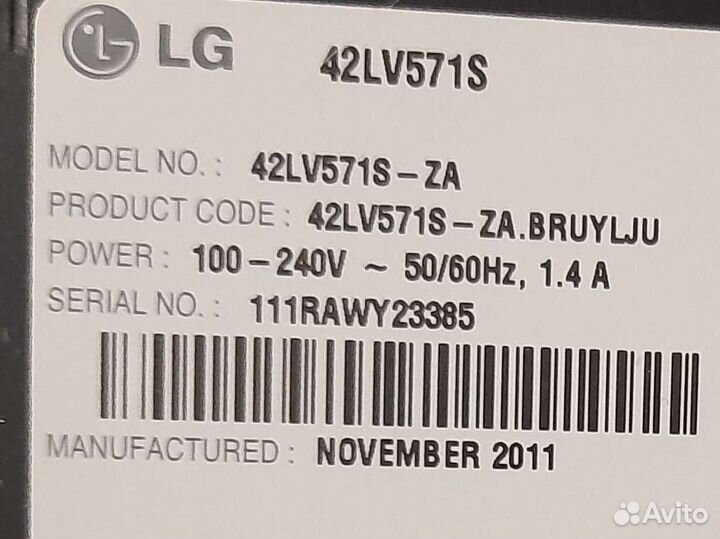 LG 42LV571S
MODEL NO. : 42LV571S-ZA
PRODUCT CODE : 42LV571S-ZA.BRUYLJU
POWER : 100-240V ~ 50/60Hz, 1.4 A
SERIAL NO. : 111RAWY23385
MANUFACTURED : NOVEMBER 2011
Avito